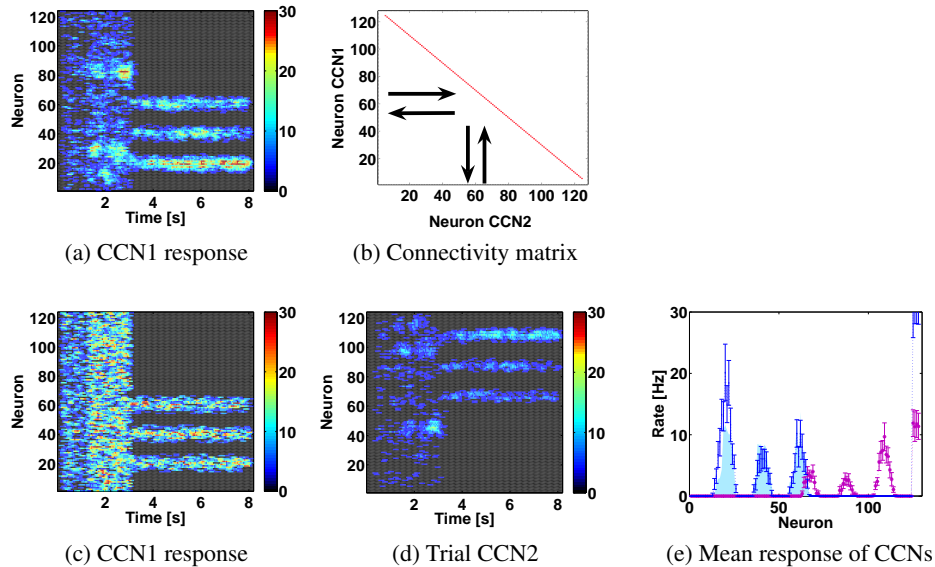 120
100
80
60
40
20
Neuron
2 4 6 8
Time [s]
30
20
10
0
(a) CCN1 response
120
100
80
60
40
20
Neuron CCN1
20 40 60 80 100 120
Neuron CCN2
(b) Connectivity matrix
120
100
80
60
40
20
Neuron
2 4 6 8
Time [s]
30
20
10
0
(c) CCN1 response
120
100
80
60
40
20
Neuron
2 4 6 8
Time [s]
30
20
10
0
(d) Trial CCN2
30
20
10
0
Rate [Hz]
0 50 100
Neuron
(e) Mean response of CCNs